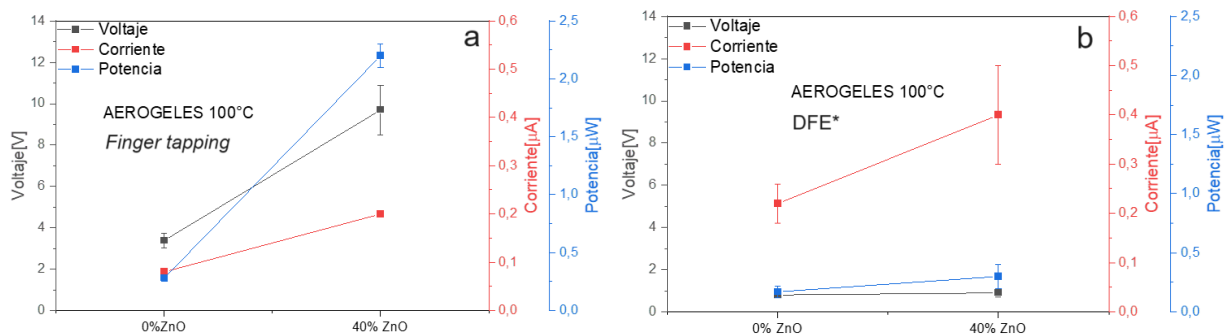 a
Voltaje
Corriente
Potencia
AEROGELES 100°C
Finger tapping
Voltaje[V]
14
12
10
8
6
4
2
0
0%ZnO
40% ZnO
Corriente[μA]
0,6
0,5
0,4
0,3
0,2
0,1
0,0
Potencia[μW]
2,5
2,0
1,5
1,0
0,5
0,0
b
Voltaje
Corriente
Potencia
AEROGELES 100°C
DFE*
Voltaje[V]
14
12
10
8
6
4
2
0
0% ZnO
40% ZnO
Corriente[μA]
0,6
0,5
0,4
0,3
0,2
0,1
0,0
Potencia[μW]
2,5
2,0
1,5
1,0
0,5
0,0